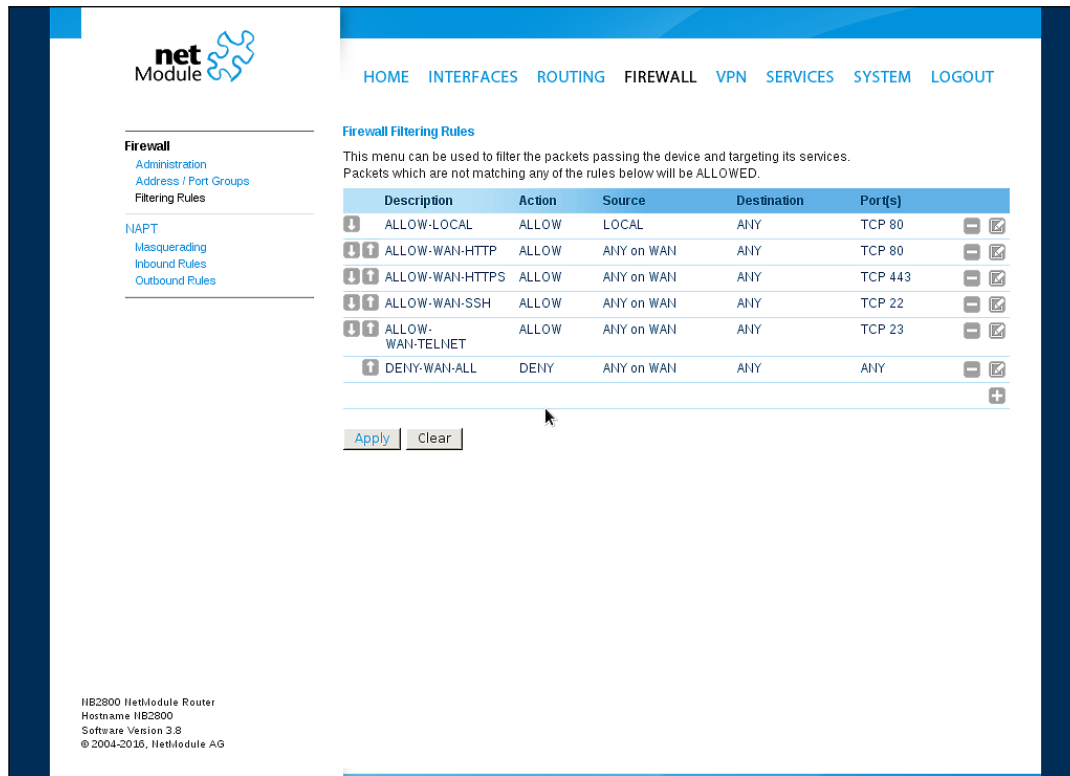 net
Module
HOME INTERFACES ROUTING FIREWALL VPN SERVICES SYSTEM LOGOUT
Firewall
Administration
Address / Port Groups
Filtering Rules
NAPT
Masquerading
Inbound Rules
Outbound Rules
Firewall Filtering Rules
This menu can be used to filter the packets passing the device and targeting its services.
Packets which are not matching any of the rules below will be ALLOWED.
Description Action Source Destination Port(s)
ALLOW-LOCAL ALLOW LOCAL ANY TCP 80
ALLOW-WAN-HTTP ALLOW ANY on WAN ANY TCP 80
ALLOW-WAN-HTTPS ALLOW ANY on WAN ANY TCP 443
ALLOW-WAN-SSH ALLOW ANY on WAN ANY TCP 22
ALLOW- ALLOW ANY on WAN ANY TCP 23
WAN-TELNET
DENY-WAN-ALL DENY ANY on WAN ANY ANY
Apply Clear
NB2800 NetModule Router
Hostname NB2800
Software Version 3.8
© 2004-2016, NetModule AG